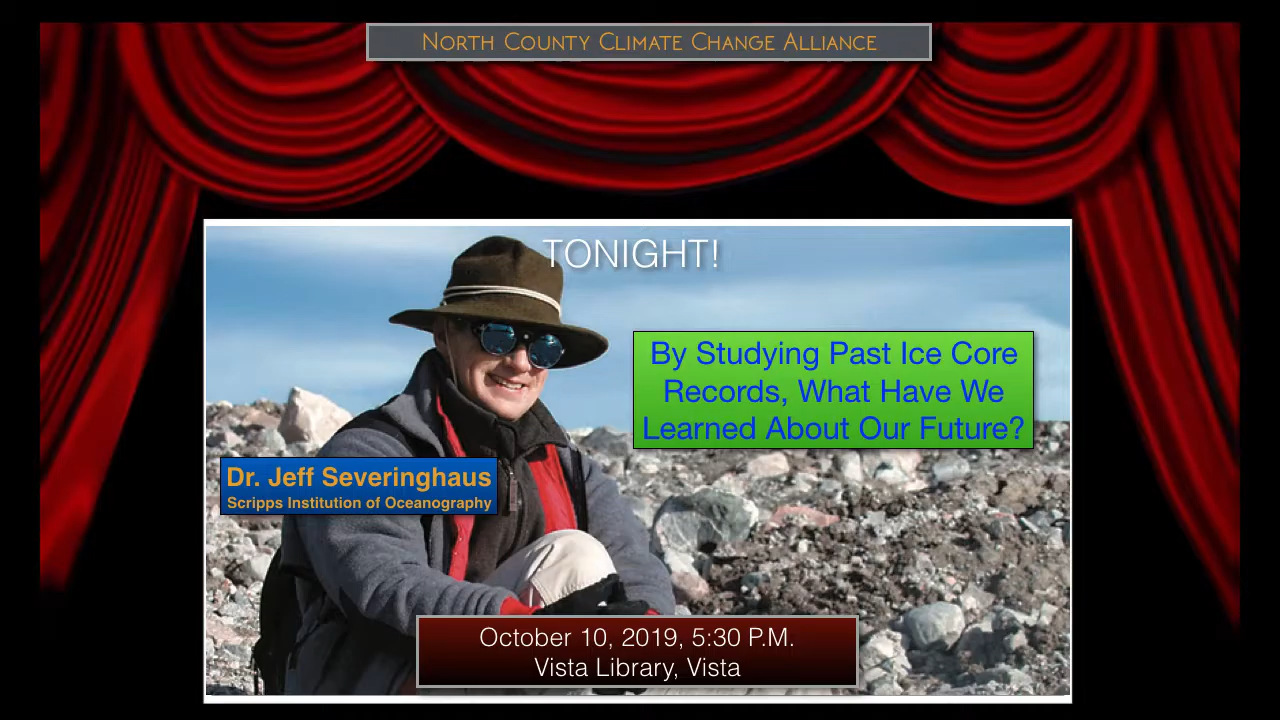 North County Climate Change Alliance
TONIGHT!
By Studying Past Ice Core
Records, What Have We
Learned About Our Future?
Dr. Jeff Severinghaus
Scripps Institution of Oceanography
October 10, 2019, 5:30 P.M.
Vista Library, Vista